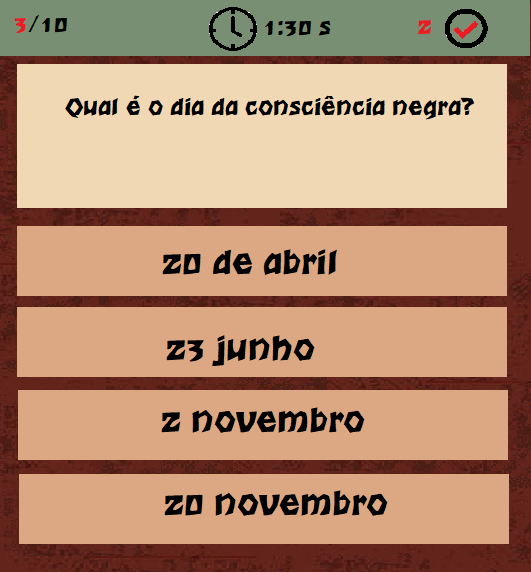 3/10
1:30 s
2
Qual é o dia da consciência negra?
20 de abril
23 junho
2 novembro
20 novembro